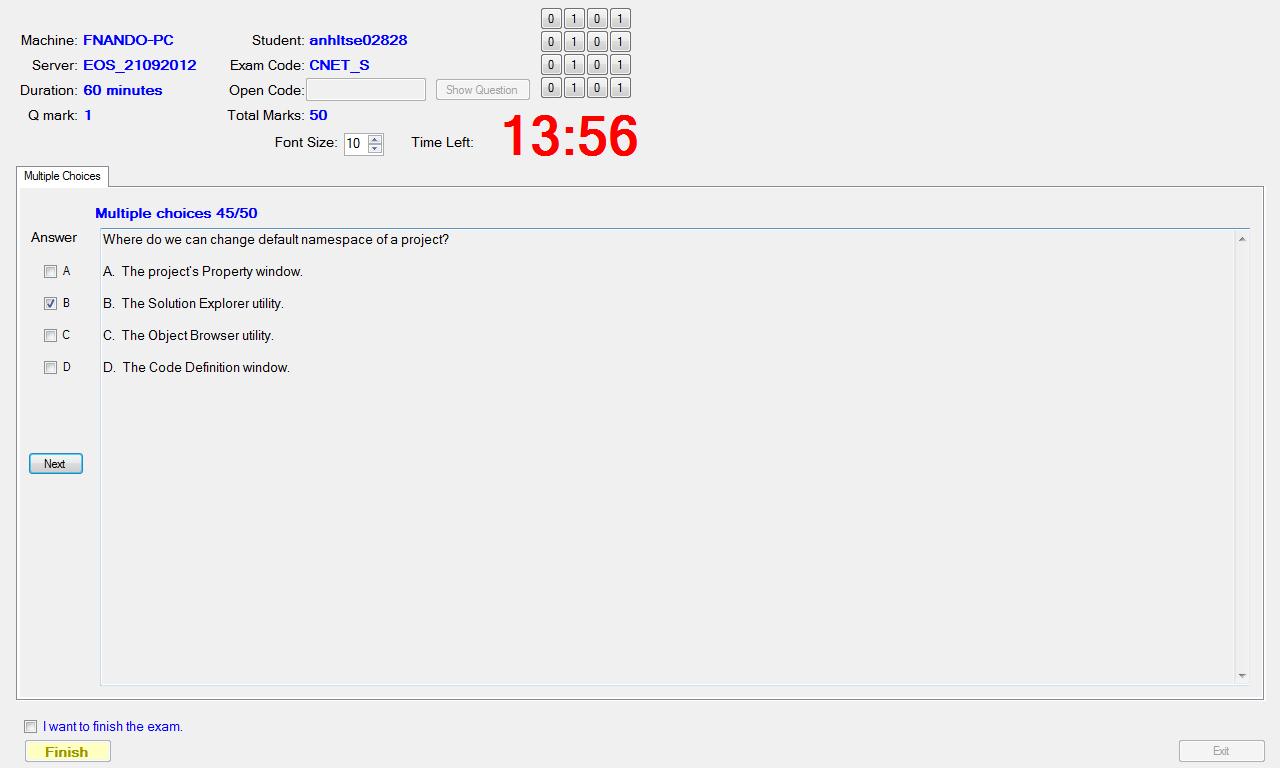 0 1 0 1
Machine: FNANDO-PC Student: anhltse02828
0 1 0 1
Server: EOS_21092012 Exam Code: CNET_S
0 1 0 1
Duration: 60 minutes Open Code: Show Question
0 1 0 1
Q mark: 1 Total Marks: 50
Font Size: 10 Time Left: 13:56
Multiple Choices
Multiple choices 45/50
Answer
Where do we can change default namespace of a project?
A A. The project's Property window.
B B. The Solution Explorer utility.
C C. The Object Browser utility.
D D. The Code Definition window.
Next
I want to finish the exam.
Finish Exit